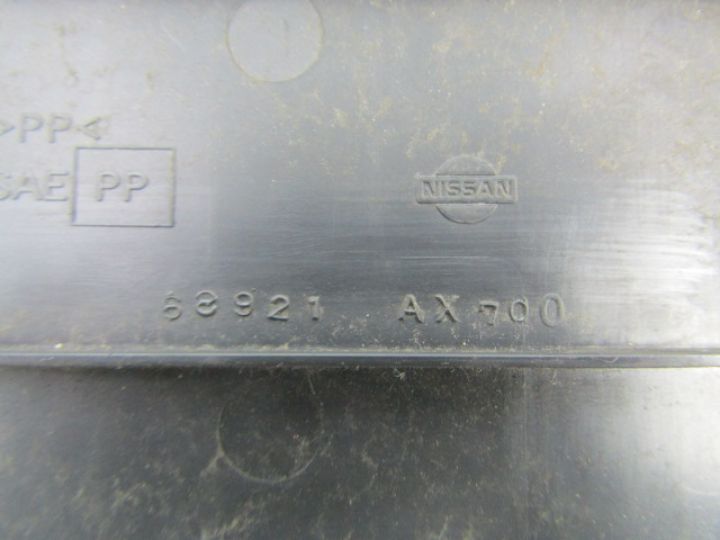 >PP<
SAE PP
NISSAN
68921 AX700